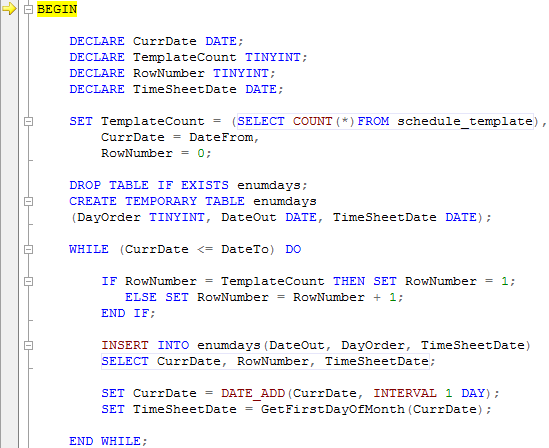 BEGIN
DECLARE CurrDate DATE;
DECLARE TemplateCount TINYINT;
DECLARE RowNumber TINYINT;
DECLARE TimeSheetDate DATE;
SET TemplateCount = (SELECT COUNT(*)FROM schedule_template),
CurrDate = DateFrom,
RowNumber = 0;
DROP TABLE IF EXISTS enumdays;
CREATE TEMPORARY TABLE enumdays
(DayOrder TINYINT, DateOut DATE, TimeSheetDate DATE);
WHILE (CurrDate <= DateTo) DO
IF RowNumber = TemplateCount THEN SET RowNumber = 1;
ELSE SET RowNumber = RowNumber + 1;
END IF;
INSERT INTO enumdays(DateOut, DayOrder, TimeSheetDate)
SELECT CurrDate, RowNumber, TimeSheetDate;
SET CurrDate = DATE_ADD(CurrDate, INTERVAL 1 DAY);
SET TimeSheetDate = GetFirstDayOfMonth(CurrDate);
END WHILE;